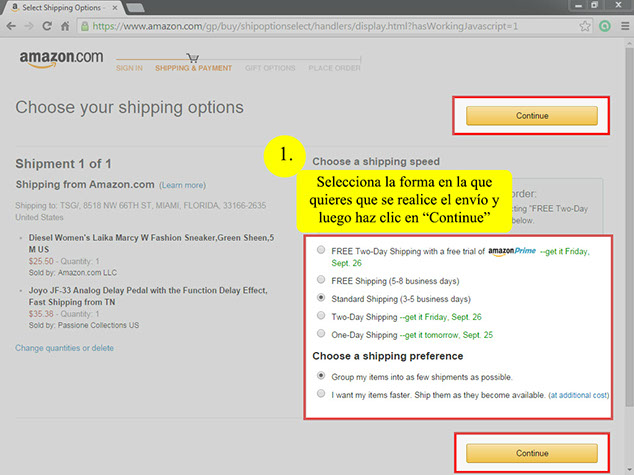 Select Shipping Options -
https://www.amazon.com/gp/buy/shipoptionselect/handlers/display.html?hasWorkingJavascript=1
amazon.com
SIGN IN SHIPPING & PAYMENT GIFT OPTIONS PLACE ORDER
Choose your shipping options
Continue
Shipment 1 of 1
Shipping from Amazon.com (Learn more)
Shipping to: TSG/, 8518 NW 66TH ST, MIAMI, FLORIDA, 33166-2635
United States
Diesel Women's Laika Marcy W Fashion Sneaker,Green Sheen,5
M US
$25.50 - Quantity: 1
Sold by: Amazon.com LLC
Joyo JF-33 Analog Delay Pedal with the Function Delay Effect,
Fast Shipping from TN
$35.38 - Quantity: 1
Sold by: Passione Collections US
Change quantities or delete
1.
Choose a shipping speed
Selecciona la forma en la que
quieres que se realice el envío y
luego haz clic en “Continue”
order:
cting "FREE Two-Day
below.
FREE Two-Day Shipping with a free trial of amazonPrime --get it Friday,
Sept. 26
FREE Shipping (5-8 business days)
Standard Shipping (3-5 business days)
Two-Day Shipping --get it Friday, Sept. 26
One-Day Shipping --get it tomorrow, Sept. 25
Choose a shipping preference
Group my items into as few shipments as possible.
I want my items faster. Ship them as they become available. (at additional cost)
Continue